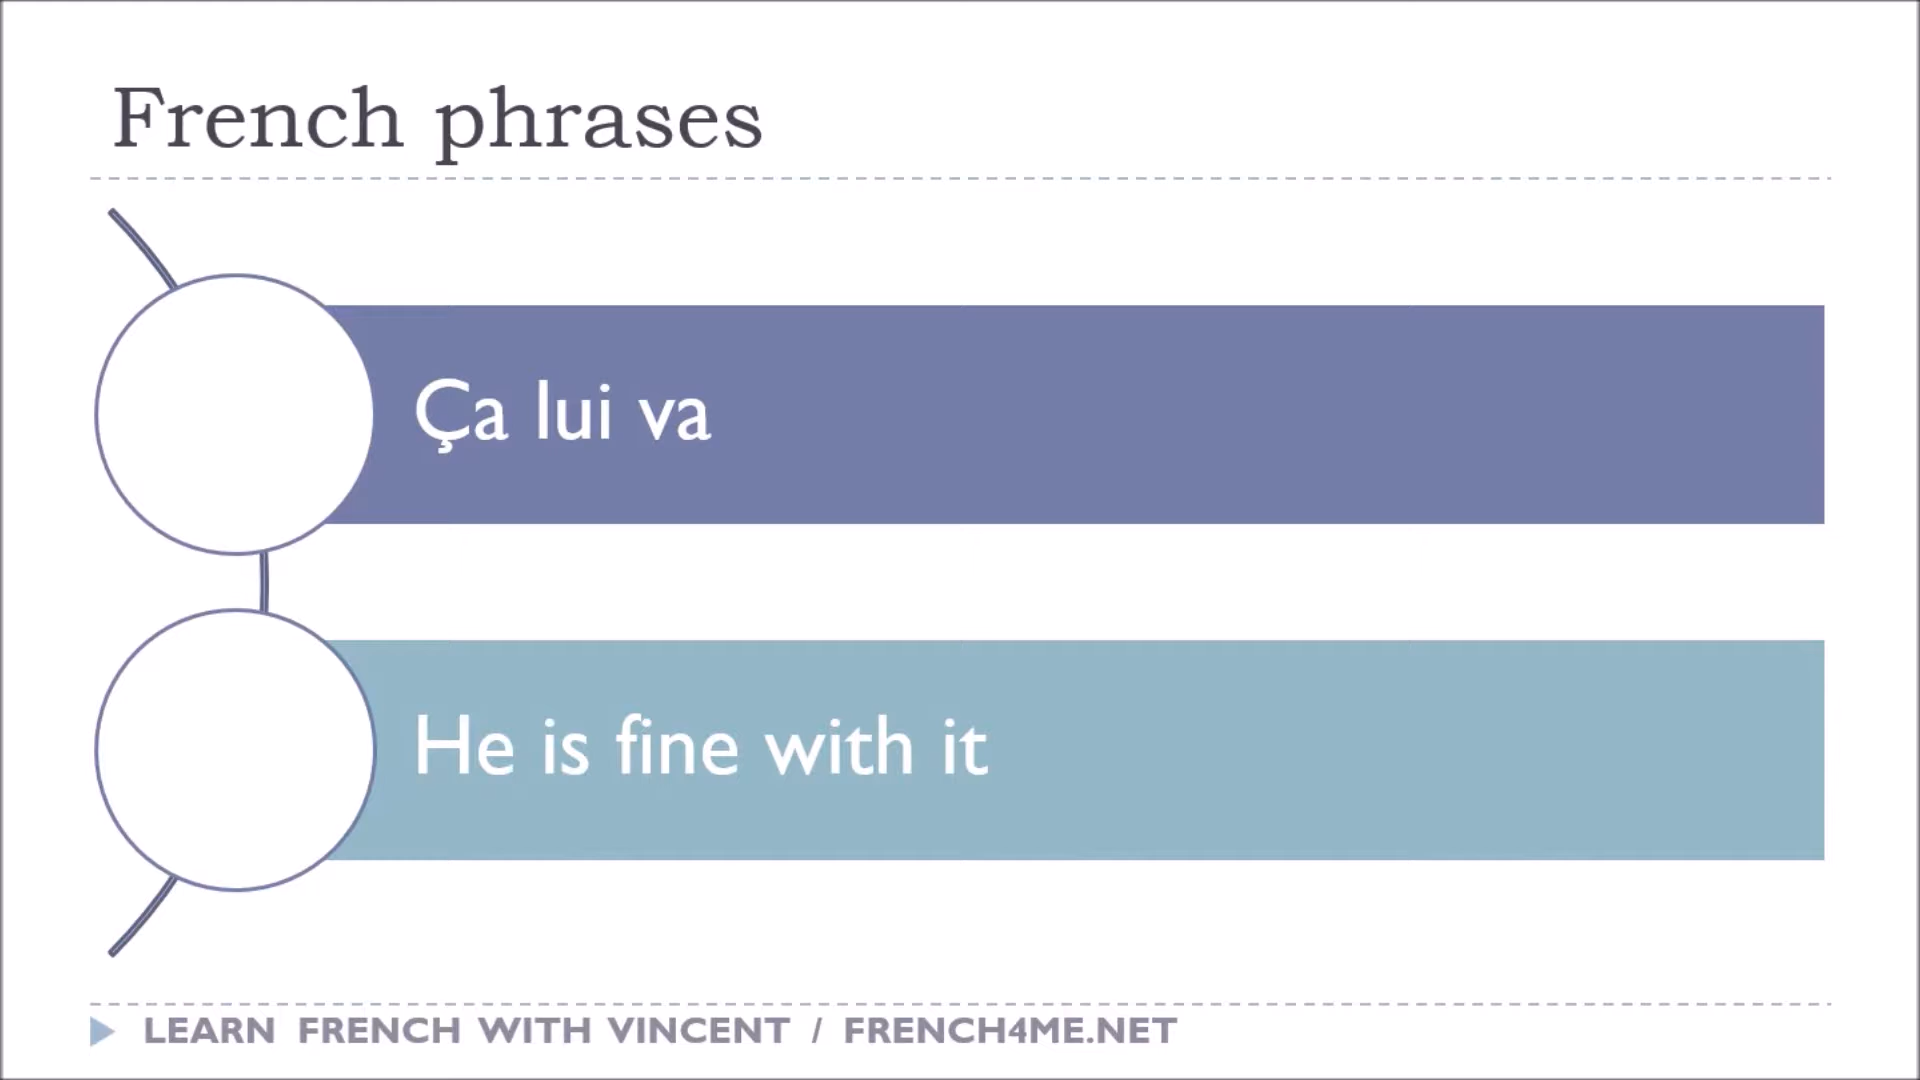 French phrases
Ça lui va
He is fine with it
LEARN FRENCH WITH VINCENT / FRENCH4ME.NET